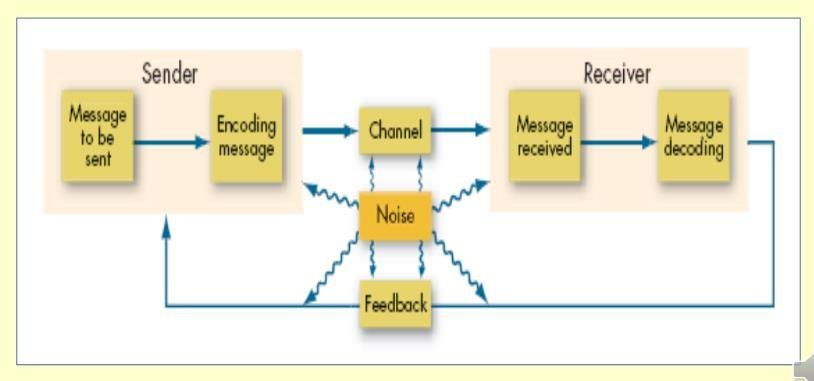 Sender
Receiver
Message
to be
sent
Encoding
message
Channel
Message
received
Message
decoding
Noise
Feedback